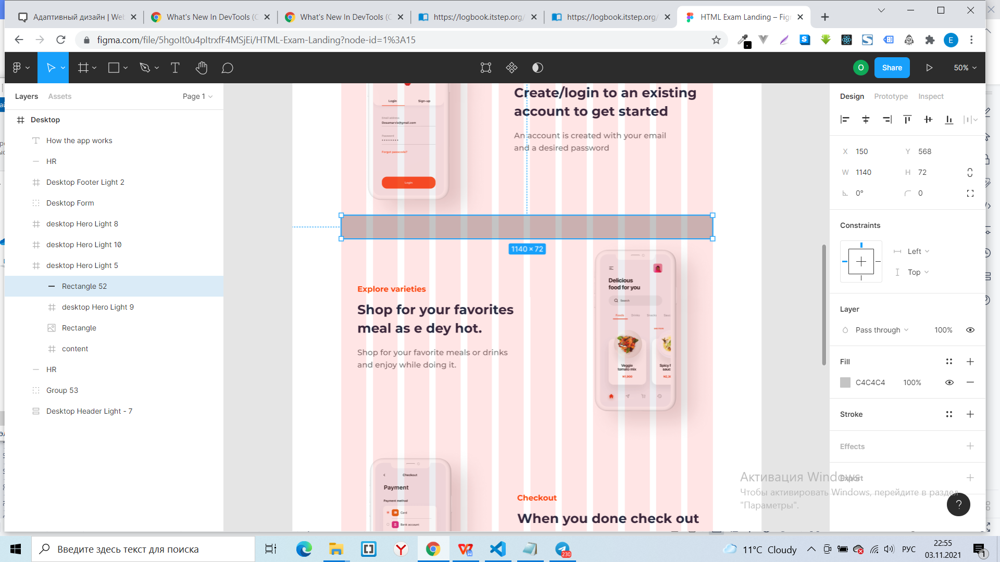 Адаптивный дизайн | Web
What's New In DevTools (C
What's New In DevTools (C
https://logbook.itstep.org/
https://logbook.itstep.org/
HTML Exam Landing – Fig
figma.com/file/5hgoIt0u4pItrxfF4MSjEi/HTML-Exam-Landing?node-id=1%3A15
E
O
Share
50%
Layers
Assets
Page 1
Desktop
How the app works
HR
Desktop Footer Light 2
Desktop Form
desktop Hero Light 8
desktop Hero Light 10
desktop Hero Light 5
Rectangle 52
desktop Hero Light 9
Rectangle
content
HR
Group 53
Desktop Header Light - 7
Login
Sign-up
Email address
Dosamarvis@gmail.com
Password
Forgot passcode?
Login
Create/login to an existing
account to get started
An account is created with your email
and a desired password
1140 × 72
Explore varieties
Shop for your favorites
meal as e dey hot.
Shop for your favorite meals or drinks
and enjoy while doing it.
Delicious
food for you
Search
Foods
Drinks
Snacks
Sauc
see more
Veggie
tomato mix
₦1,900
Spicy f
sauc
₦2,3
Checkout
Payment
Payment method
Card
Bank account
Checkout
When you done check out
Design
Prototype
Inspect
X 150
Y 568
W 1140
H 72
0°
0
Constraints
Left
Top
Layer
Pass through
100%
Fill
C4C4C4
100%
Stroke
Effects
Export
Активация Windows
Чтобы активировать Windows, перейдите в раздел
"Параметры".
?
Введите здесь текст для поиска
230
11°C Cloudy
РУС
22:55
03.11.2021
1